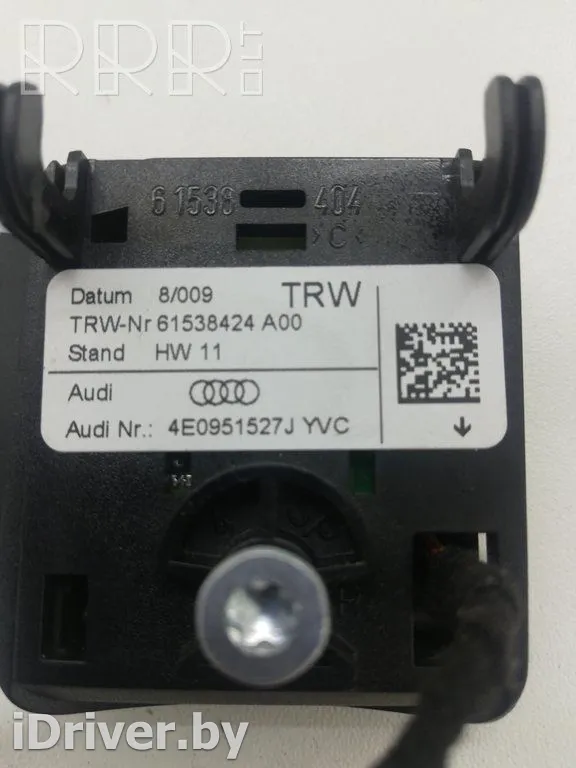 RRR.LT
61538 404
>C<
Datum 8/009 TRW
TRW-Nr 61538424 A00
Stand HW 11
Audi
Audi Nr.: 4E0951527J YVC
iDriver.by